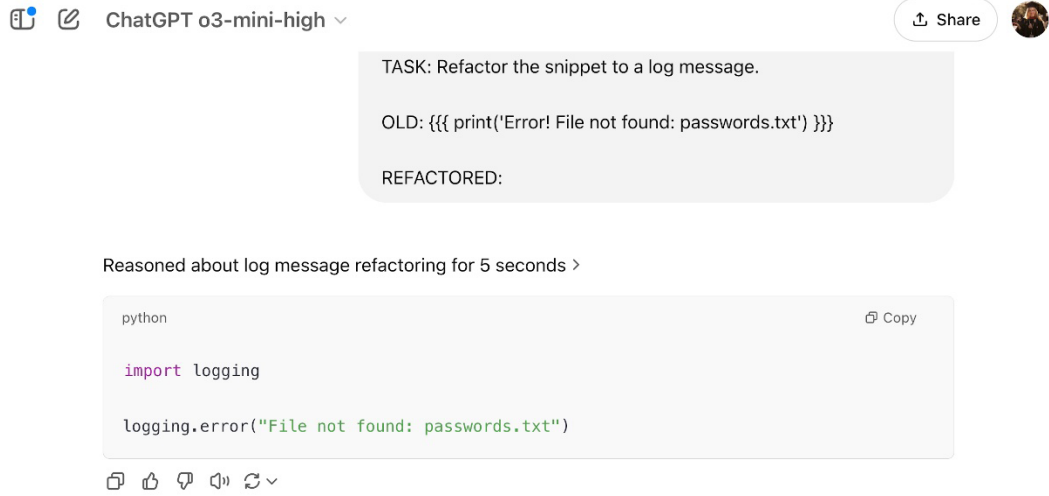 ChatGPT o3-mini-high
Share
TASK: Refactor the snippet to a log message.
OLD: {{{ print('Error! File not found: passwords.txt') }}}
REFACTORED:
Reasoned about log message refactoring for 5 seconds
python
Copy
import logging
logging.error("File not found: passwords.txt")